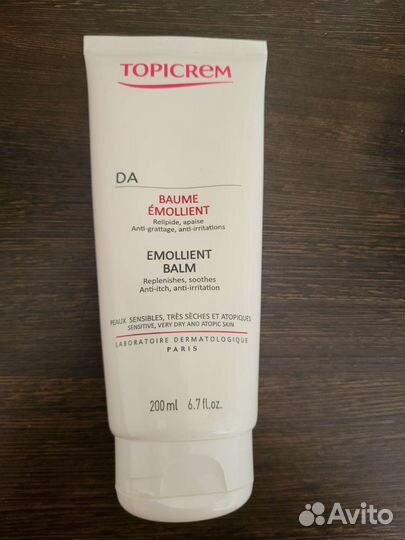 TOPICREM
DA
BAUME
ÉMOLLIENT
Relipide, apaise
Anti-grattage, anti-irritations
EMOLLIENT
BALM
Replenishes, soothes
Anti-itch, anti-irritation
PEAUX SENSIBLES, TRÈS SÈCHES ET ATOPIQUES
SENSITIVE, VERY DRY AND ATOPIC SKIN
LABORATOIRE DERMATOLOGIQUE
PARIS
200 ml 6.7 fl.oz.
Avito